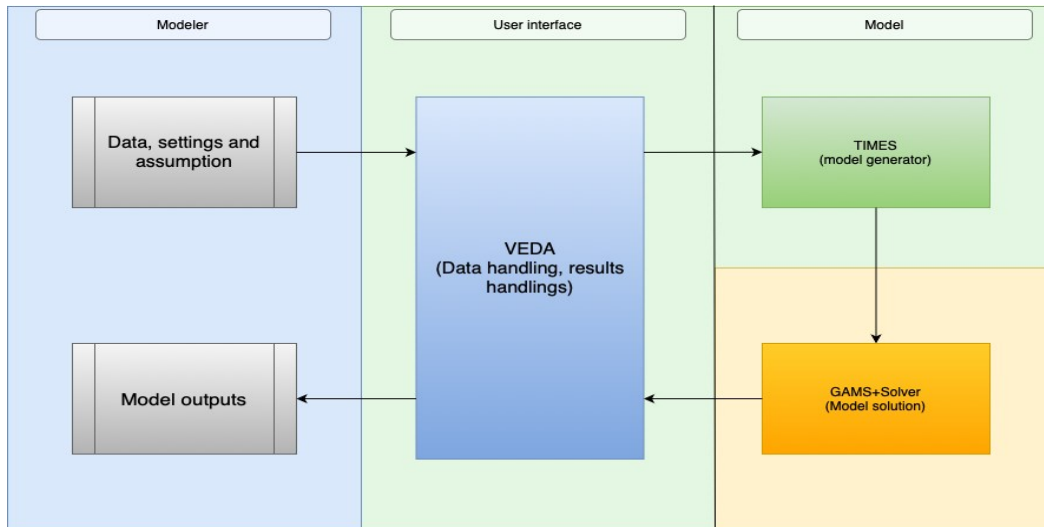 Modeler
User interface
Model
Data, settings and
assumption
VEDA
(Data handling, results
handlings)
TIMES
(model generator)
Model outputs
GAMS+Solver
(Model solution)